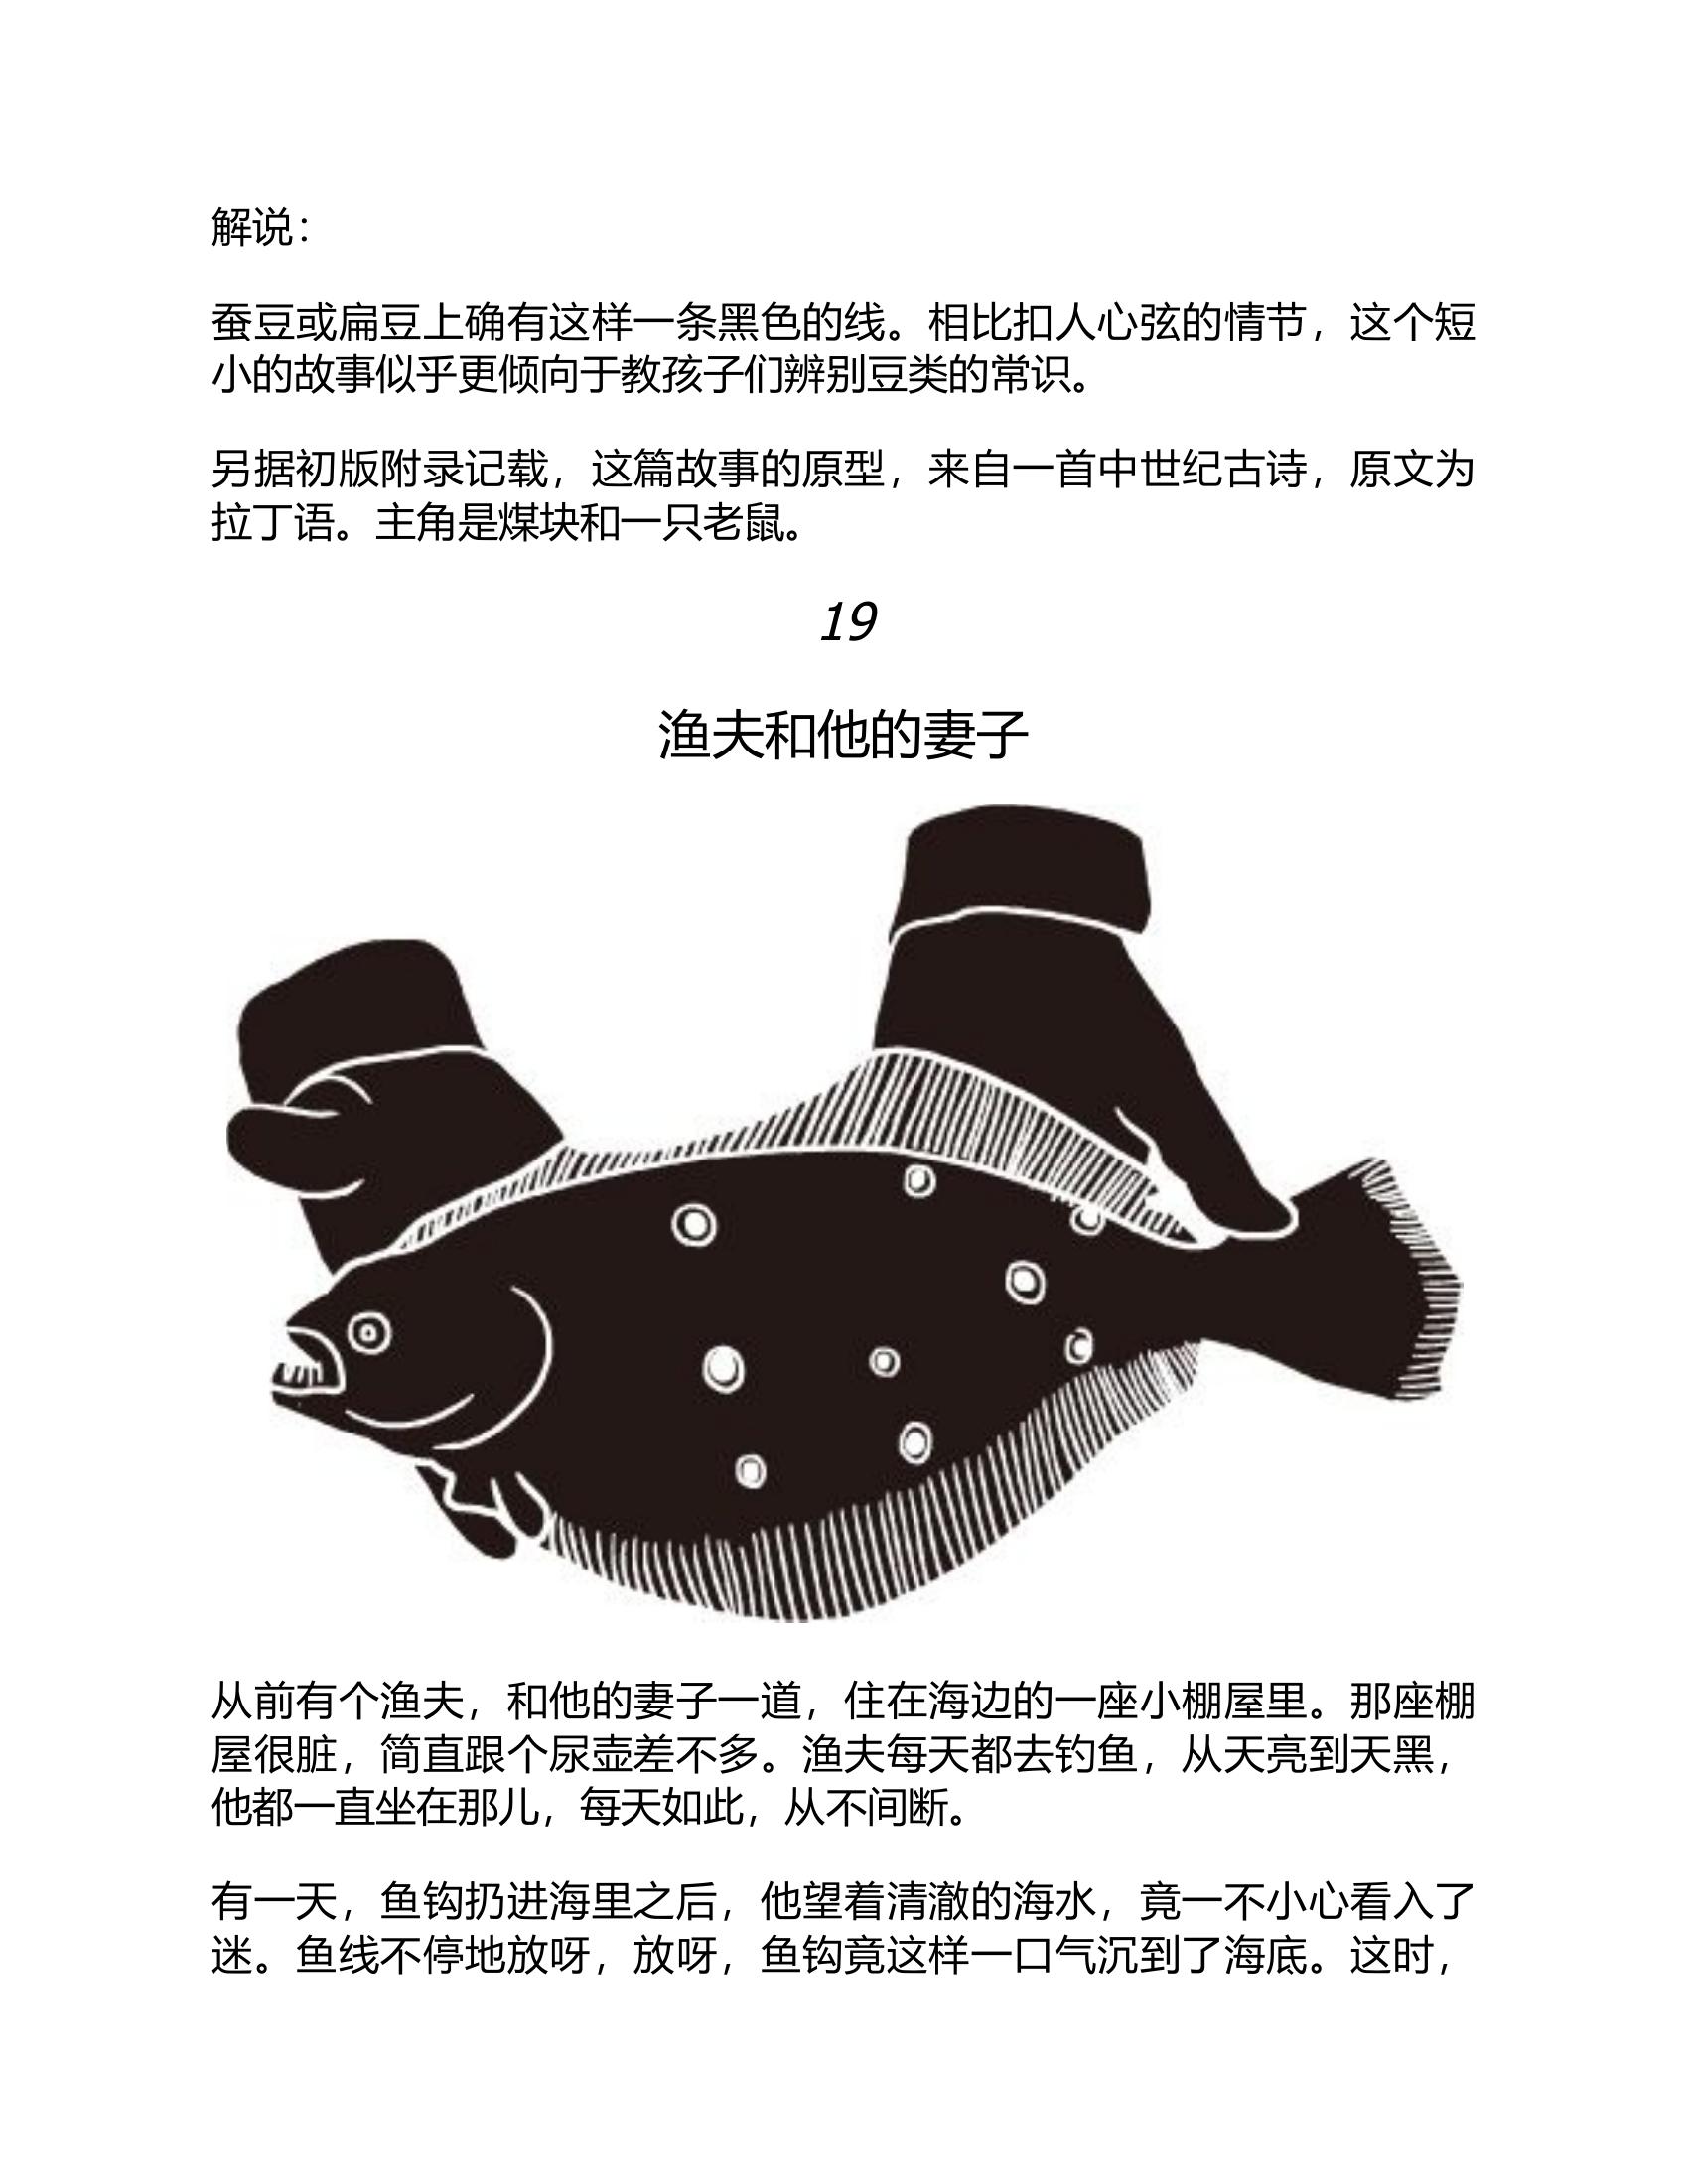 解说：
蚕豆或扁豆上确有这样一条黑色的线。相比扣人心弦的情节，这个短
小的故事似乎更倾向于教孩子们辨别豆类的常识。
另据初版附录记载，这篇故事的原型，来自一首中世纪古诗，原文为
拉丁语。主角是煤块和一只老鼠。
19
渔夫和他的妻子
从前有个渔夫，和他的妻子一道，住在海边的一座小棚屋里。那座棚
屋很脏，简直跟个尿壶差不多。渔夫每天都去钓鱼，从天亮到天黑，
他都一直坐在那儿，每天如此，从不间断。
有一天，鱼钩扔进海里之后，他望着清澈的海水，竟一不小心看入了
迷。鱼线不停地放呀，放呀，鱼钩竟这样一口气沉到了海底。这时，